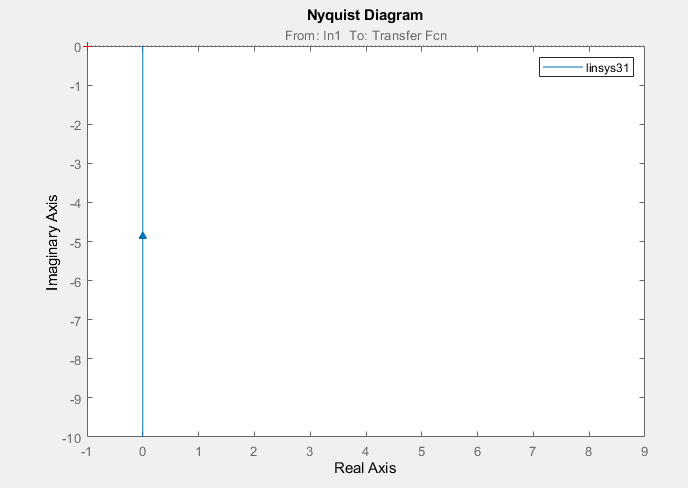 Nyquist Diagram
From: In1 To: Transfer Fcn
linsys31
Imaginary Axis
0
-1
-2
-3
-4
-5
-6
-7
-8
-9
-10
-1 0 1 2 3 4 5 6 7 8 9
Real Axis